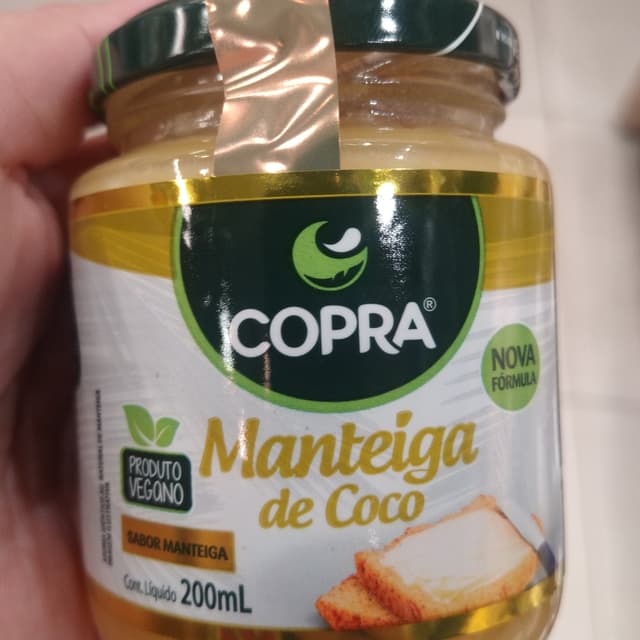 COPRA®
NOVA
FÓRMULA
Manteiga
de Coco
PRODUTO
VEGANO
SABOR MANTEIGA
Cont. Líquido 200mL